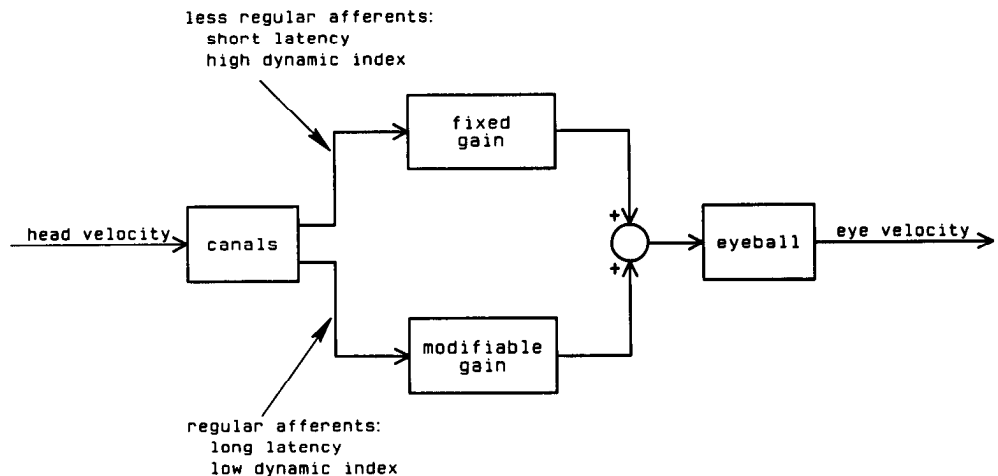 less regular afferents:
short latency
high dynamic index
fixed
gain
head velocity
canals
+
+
eyeball
eye velocity
modifiable
gain
regular afferents:
long latency
low dynamic index